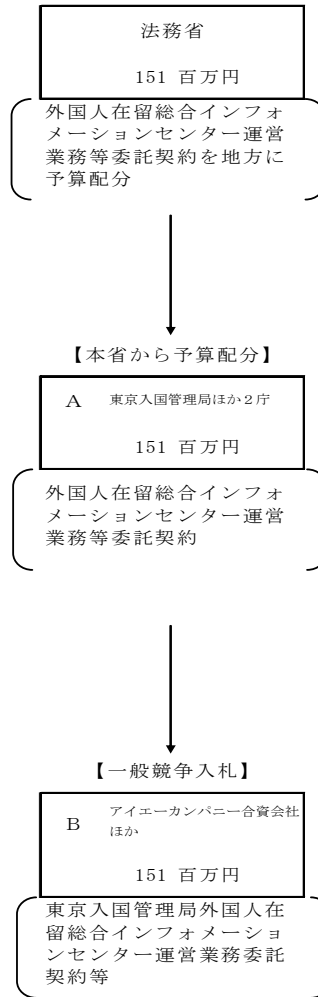 法務省
151 百万円
外国人在留総合インフォ
メーションセンター運営
業務等委託契約を地方に
予算配分
【本省から予算配分】
A 東京入国管理局ほか２庁
151 百万円
外国人在留総合インフォ
メーションセンター運営
業務等委託契約
【一般競争入札】
B アイエーカンパニー合資会社
ほか
151 百万円
東京入国管理局外国人在
留総合インフォメーショ
ンセンター運営業務委託
契約等